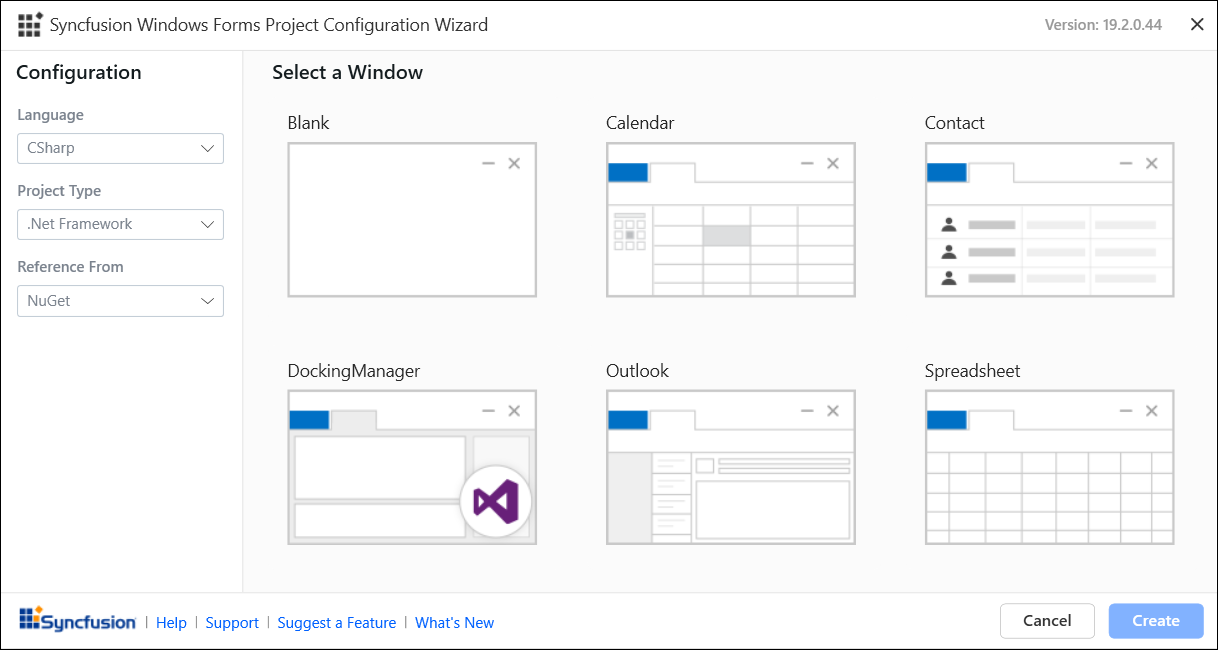 Syncfusion Windows Forms Project Configuration Wizard
Version: 19.2.0.44
Configuration
Language
CSharp
Project Type
.Net Framework
Reference From
NuGet
Select a Window
Blank
Calendar
Contact
DockingManager
Outlook
Spreadsheet
Syncfusion | Help | Support | Suggest a Feature | What's New
Cancel
Create